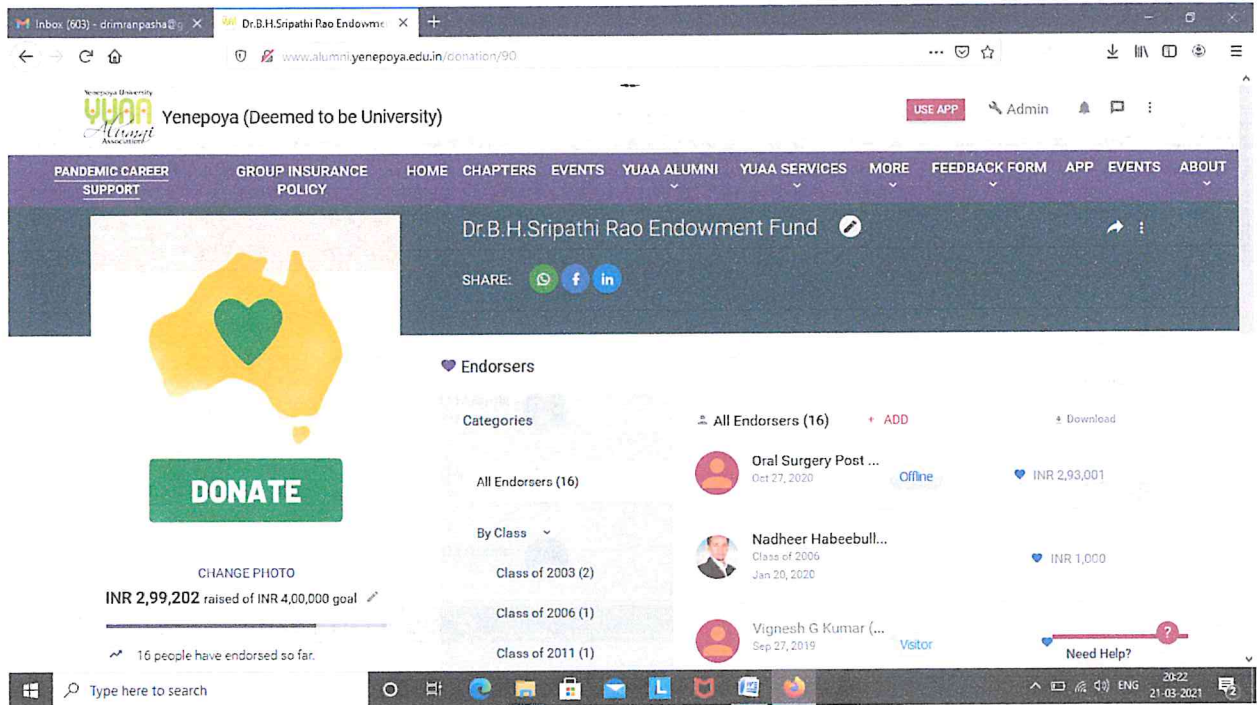 Inbox (603) - drimranpasha@g
Dr.B.H.Sripathi Rao Endowme
www.alumni.yenepoya.edu.in/donation/90
Yenepoya University
YUAA
Alumni
Association
Yenepoya (Deemed to be University)
USE APP
Admin
PANDEMIC CAREER SUPPORT
GROUP INSURANCE POLICY
HOME CHAPTERS EVENTS YUAA ALUMNI YUAA SERVICES MORE FEEDBACK FORM APP EVENTS ABOUT
Dr.B.H.Sripathi Rao Endowment Fund
SHARE:
DONATE
CHANGE PHOTO
INR 2,99,202 raised of INR 4,00,000 goal
16 people have endorsed so far.
Endorsers
Categories
All Endorsers (16)
By Class
Class of 2003 (2)
Class of 2006 (1)
Class of 2011 (1)
All Endorsers (16) + ADD Download
Oral Surgery Post ...
Oct 27, 2020 Offline INR 2,93,001
Nadheer Habeebull...
Class of 2006
Jan 20, 2020
INR 1,000
Vignesh G Kumar (...
Sep 27, 2019 Visitor
?
Need Help?
Type here to search
L
ENG
20:22
21-03-2021
2